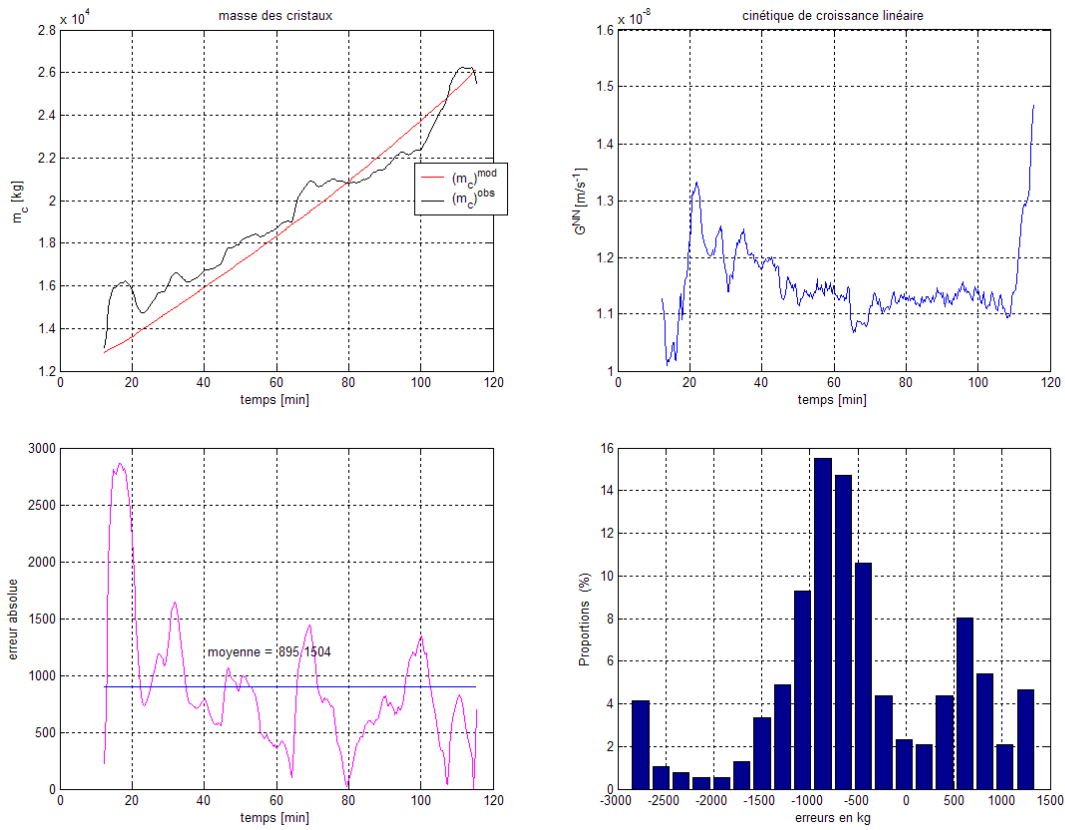 masse des cristaux
x 10^4
2.8
2.6
2.4
2.2
2
1.8
1.6
1.4
1.2
m_c [kg]
(m_c)^mod
(m_c)^obs
0 20 40 60 80 100 120
temps [min]
cinétique de croissance linéaire
x 10^-8
1.6
1.5
1.4
1.3
1.2
1.1
1
G^NN [m/s^-1]
0 20 40 60 80 100 120
temps [min]
3000
2500
2000
1500
1000
500
0
erreur absolue
moyenne = 895.1504
0 20 40 60 80 100 120
temps [min]
16
14
12
10
8
6
4
2
0
Proportions (%)
-3000 -2500 -2000 -1500 -1000 -500 0 500 1000 1500
erreurs en kg